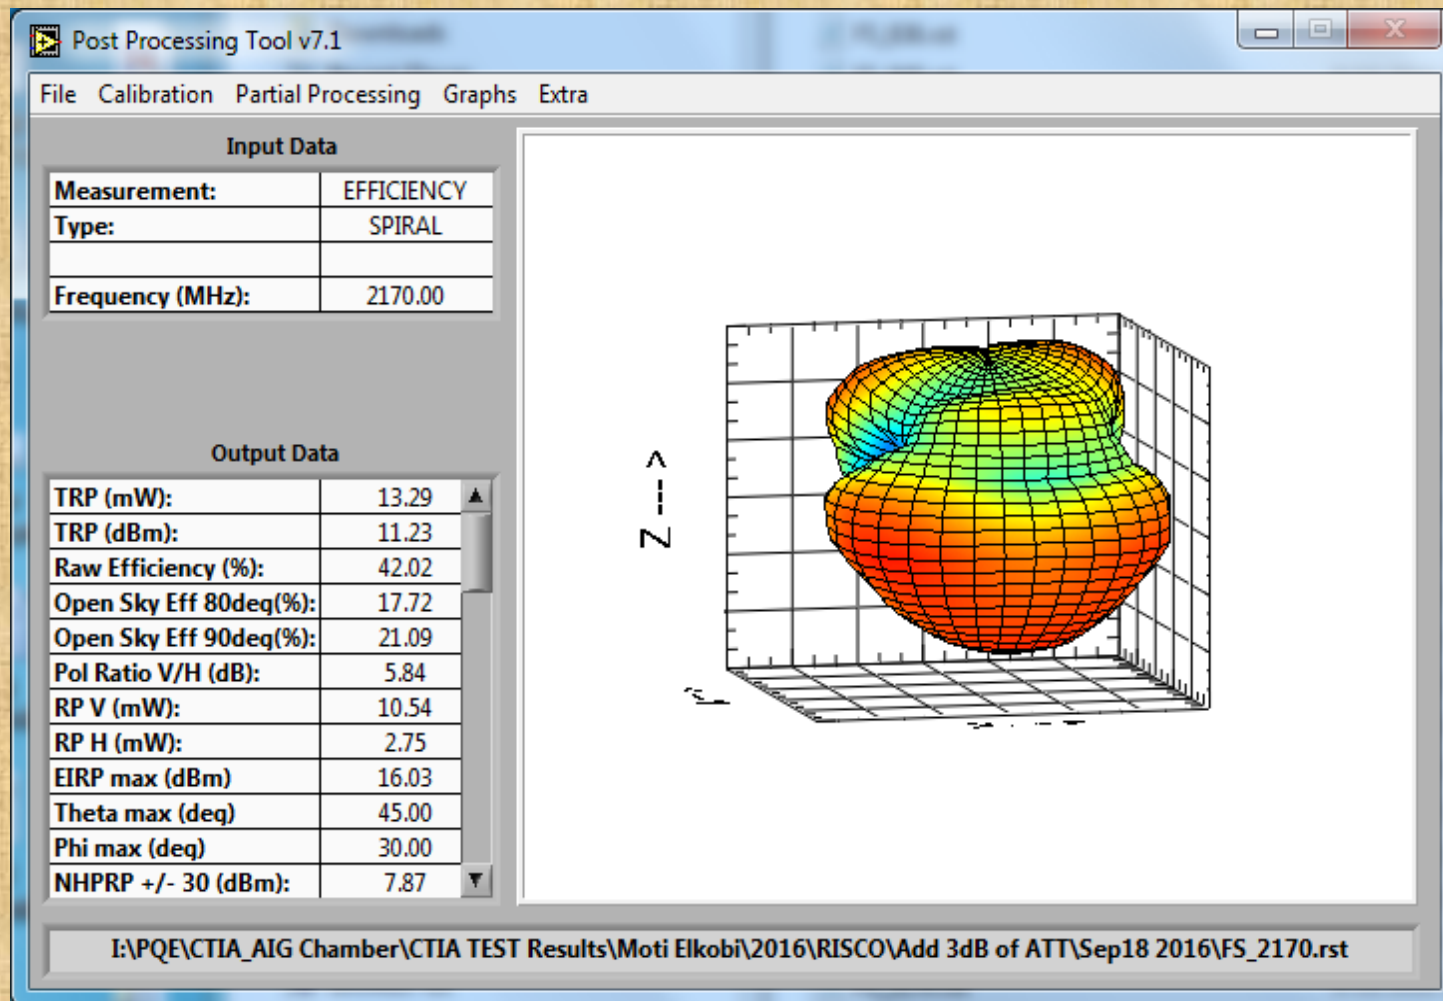 Post Processing Tool v7.1
File Calibration Partial Processing Graphs Extra
Input Data
Measurement: EFFICIENCY
Type: SPIRAL
Frequency (MHz): 2170.00
Output Data
TRP (mW): 13.29
TRP (dBm): 11.23
Raw Efficiency (%): 42.02
Open Sky Eff 80deg(%): 17.72
Open Sky Eff 90deg(%): 21.09
Pol Ratio V/H (dB): 5.84
RP V (mW): 10.54
RP H (mW): 2.75
EIRP max (dBm) 16.03
Theta max (deg) 45.00
Phi max (deg) 30.00
NHPRP +/- 30 (dBm): 7.87
Z --- >
I:\PQE\CTIA_AIG Chamber\CTIA TEST Results\Moti Elkobi\2016\RISCO\Add 3dB of ATT\Sep18 2016\FS_2170.rst